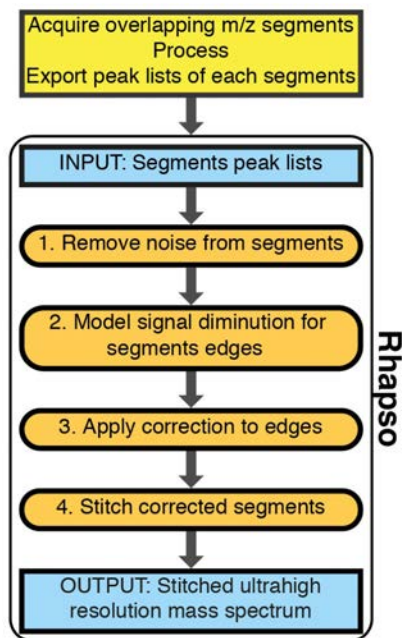 Acquire overlapping m/z segments
Process
Export peak lists of each segments
INPUT: Segments peak lists
1. Remove noise from segments
2. Model signal diminution for
segments edges
3. Apply correction to edges
4. Stitch corrected segments
OUTPUT: Stitched ultrahigh
resolution mass spectrum
Rhapso